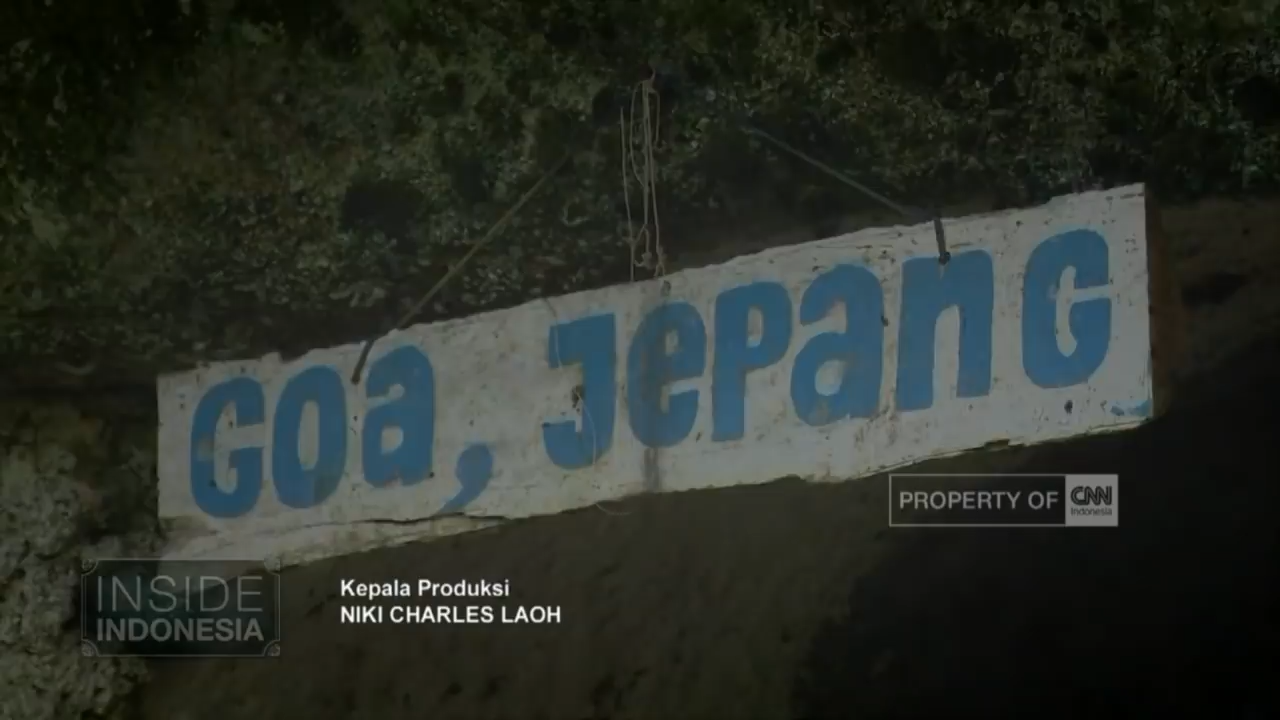 Goa, Jepang
PROPERTY OF CNN Indonesia
INSIDE
INDONESIA
Kepala Produksi
NIKI CHARLES LAOH